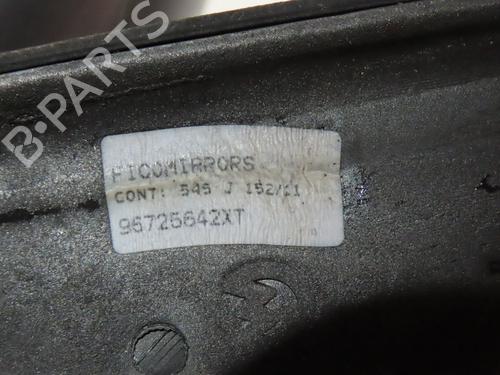 B-PARTS
FICOMIRRORS
CONT: 545 J 152/11
96725642XT